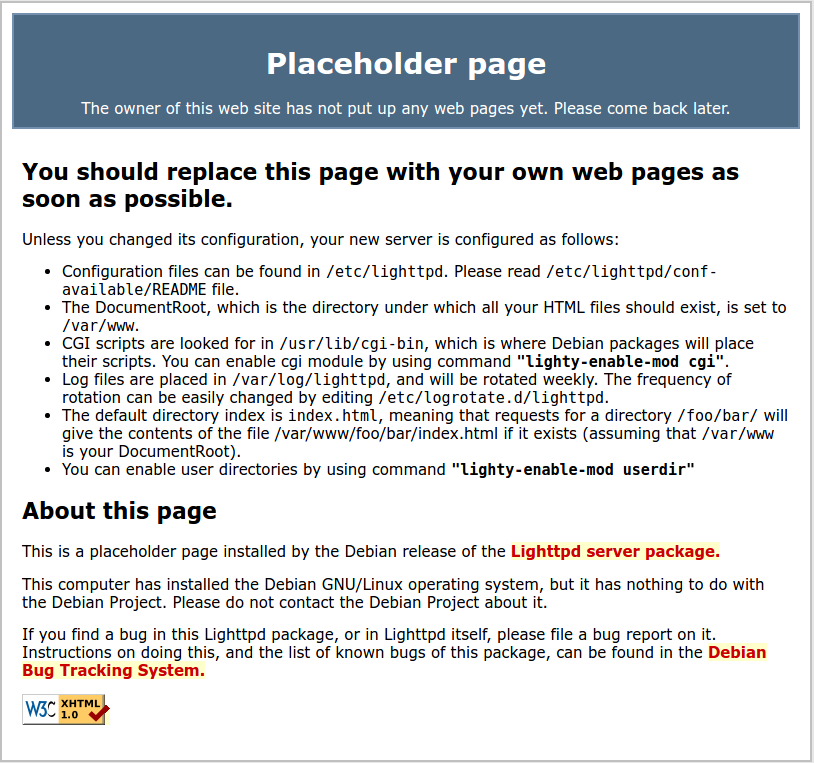 Placeholder page
The owner of this web site has not put up any web pages yet. Please come back later.
You should replace this page with your own web pages as
soon as possible.
Unless you changed its configuration, your new server is configured as follows:
• Configuration files can be found in /etc/lighttpd. Please read /etc/lighttpd/conf-
available/README file.
• The DocumentRoot, which is the directory under which all your HTML files should exist, is set to
/var/www.
• CGI scripts are looked for in /usr/lib/cgi-bin, which is where Debian packages will place
their scripts. You can enable cgi module by using command "lighty-enable-mod cgi".
• Log files are placed in /var/log/lighttpd, and will be rotated weekly. The frequency of
rotation can be easily changed by editing /etc/logrotate.d/lighttpd.
• The default directory index is index.html, meaning that requests for a directory /foo/bar/ will
give the contents of the file /var/www/foo/bar/index.html if it exists (assuming that /var/www
is your DocumentRoot).
• You can enable user directories by using command "lighty-enable-mod userdir"
About this page
This is a placeholder page installed by the Debian release of the Lighttpd server package.
This computer has installed the Debian GNU/Linux operating system, but it has nothing to do with
the Debian Project. Please do not contact the Debian Project about it.
If you find a bug in this Lighttpd package, or in Lighttpd itself, please file a bug report on it.
Instructions on doing this, and the list of known bugs of this package, can be found in the Debian
Bug Tracking System.
W3C XHTML
1.0